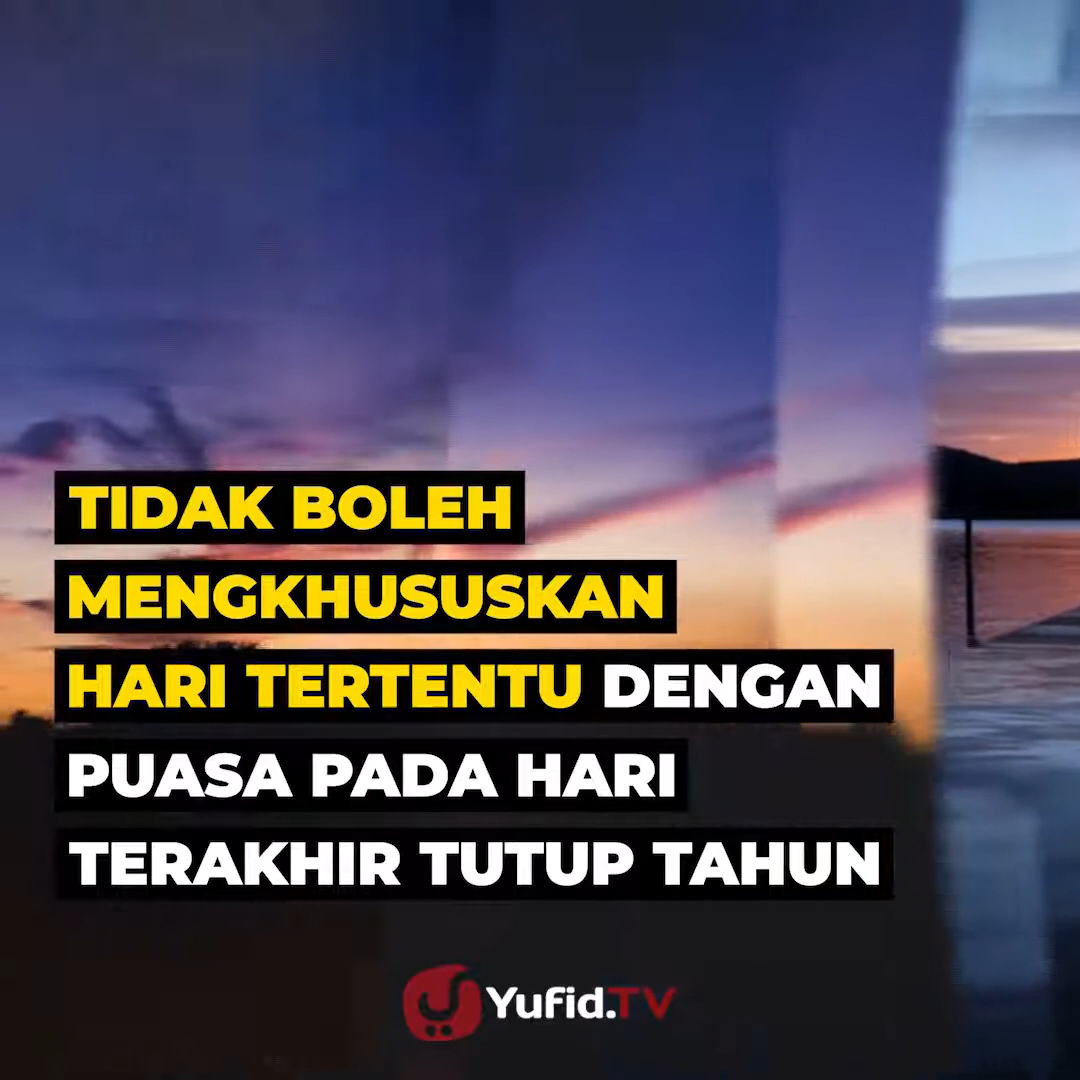 TIDAK BOLEH
MENGKHUSUSKAN
HARI TERTENTU DENGAN
PUASA PADA HARI
TERAKHIR TUTUP TAHUN
Yufid.TV